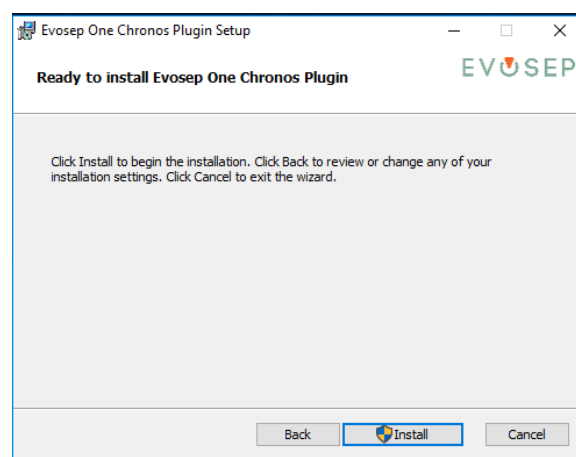 Evosep One Chronos Plugin Setup
Ready to install Evosep One Chronos Plugin
EVOSEP
Click Install to begin the installation. Click Back to review or change any of your
installation settings. Click Cancel to exit the wizard.
Back
Install
Cancel